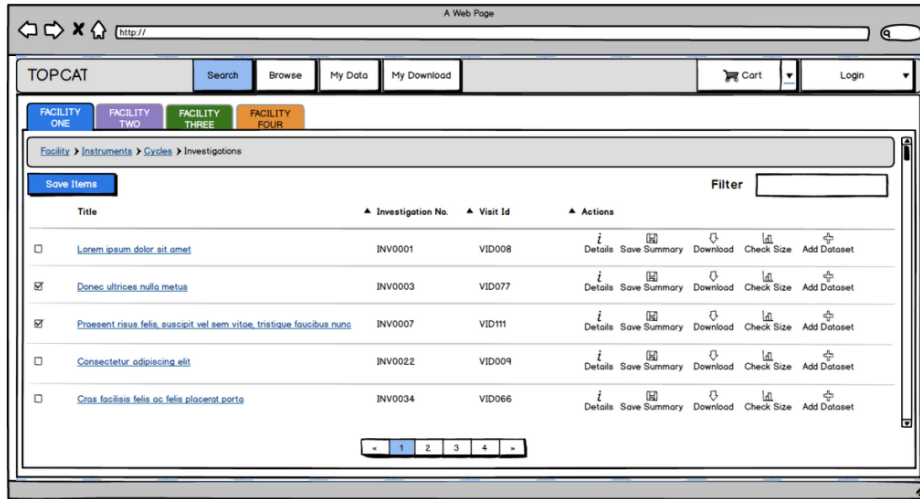 A Web Page
http://
TOPCAT Search Browse My Data My Download Cart Login
FACILITY ONE FACILITY TWO FACILITY THREE FACILITY FOUR
Facility > Instruments > Cycles > Investigations
Save Items Filter
Title Investigation No. Visit Id Actions
Lorem ipsum dolor sit amet INV0001 VID008 Details Save Summary Download Check Size Add Dataset
Donec ultrices nulla metus INV0003 VID077 Details Save Summary Download Check Size Add Dataset
Praesent risus felis, suscipit vel sem vitae, tristique faucibus nunc INV0007 VID111 Details Save Summary Download Check Size Add Dataset
Consectetur adipiscing elit INV0022 VID009 Details Save Summary Download Check Size Add Dataset
Cras facilisis felis ac felis placerat porta INV0034 VID066 Details Save Summary Download Check Size Add Dataset
« 1 2 3 4 »